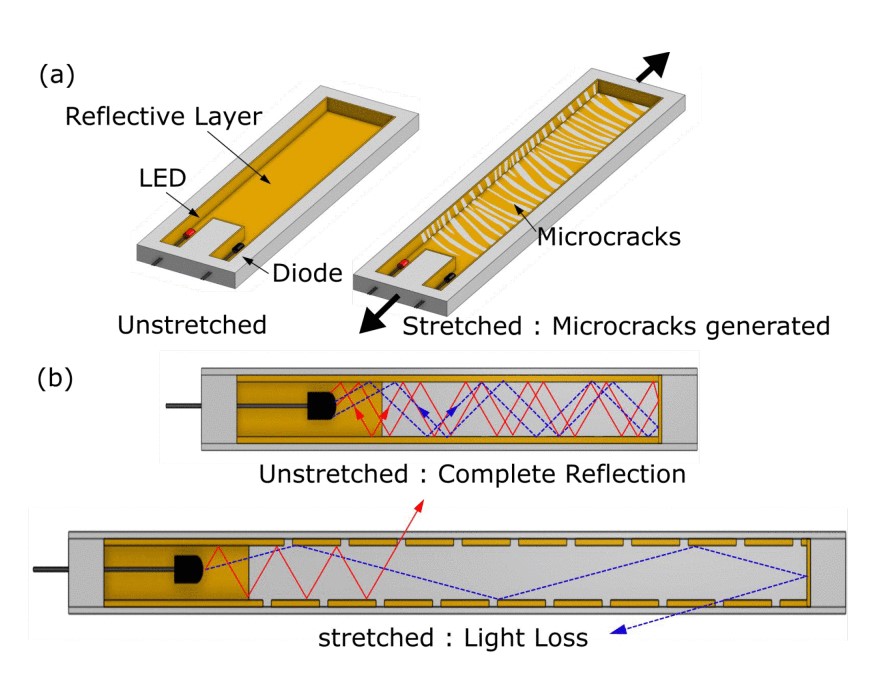 (a)
Reflective Layer
LED
Diode
Microcracks
Unstretched
Stretched : Microcracks generated
(b)
Unstretched : Complete Reflection
stretched : Light Loss